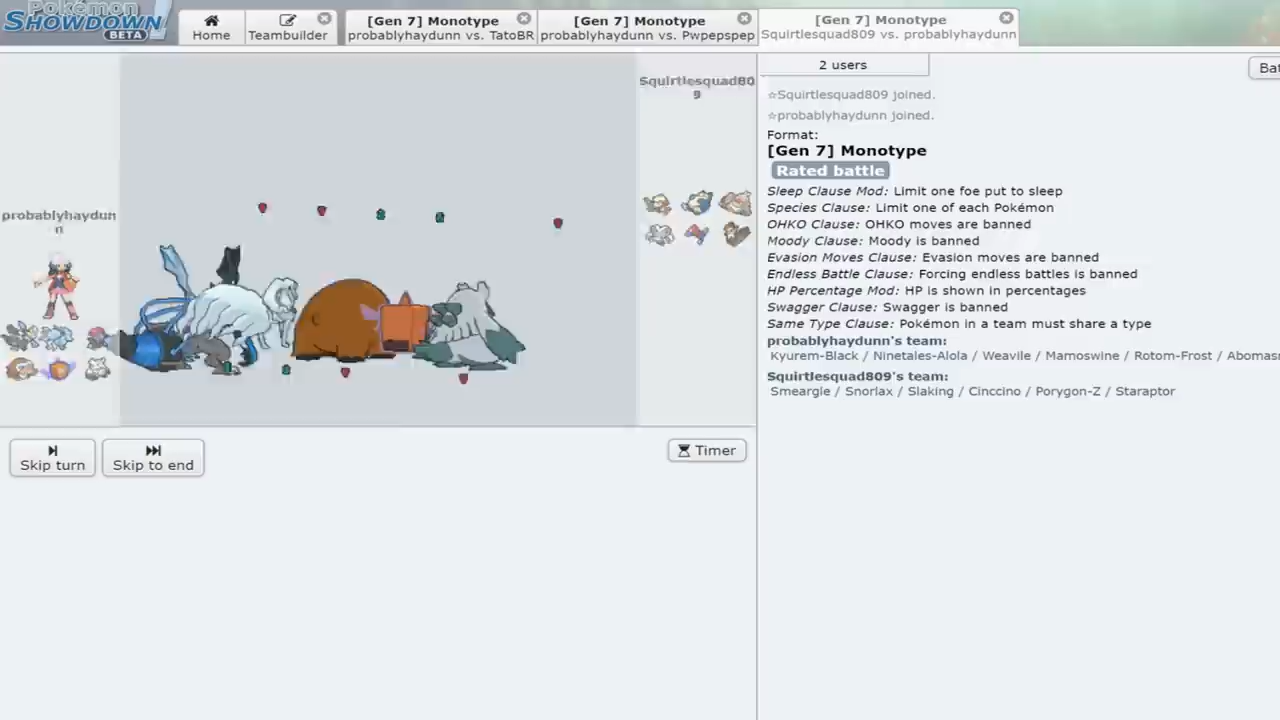 Pokémon
SHOWDOWN!
BETA
Home
Teambuilder
[Gen 7] Monotype
probablyhaydunn vs. TatoBR
[Gen 7] Monotype
probablyhaydunn vs. Pwpepspep
[Gen 7] Monotype
Squirtlesquad809 vs. probablyhaydunn
2 users
Bat
Squirtlesquad80
9
☆Squirtlesquad809 joined.
☆probablyhaydunn joined.
Format:
[Gen 7] Monotype
Rated battle
Sleep Clause Mod: Limit one foe put to sleep
Species Clause: Limit one of each Pokémon
OHKO Clause: OHKO moves are banned
Moody Clause: Moody is banned
Evasion Moves Clause: Evasion moves are banned
Endless Battle Clause: Forcing endless battles is banned
HP Percentage Mod: HP is shown in percentages
Swagger Clause: Swagger is banned
Same Type Clause: Pokémon in a team must share a type
probablyhaydunn's team:
Kyurem-Black / Ninetales-Alola / Weavile / Mamoswine / Rotom-Frost / Abomas
Squirtlesquad809's team:
Smeargle / Snorlax / Slaking / Cinccino / Porygon-Z / Staraptor
probablyhaydun
n
Skip turn
Skip to end
Timer